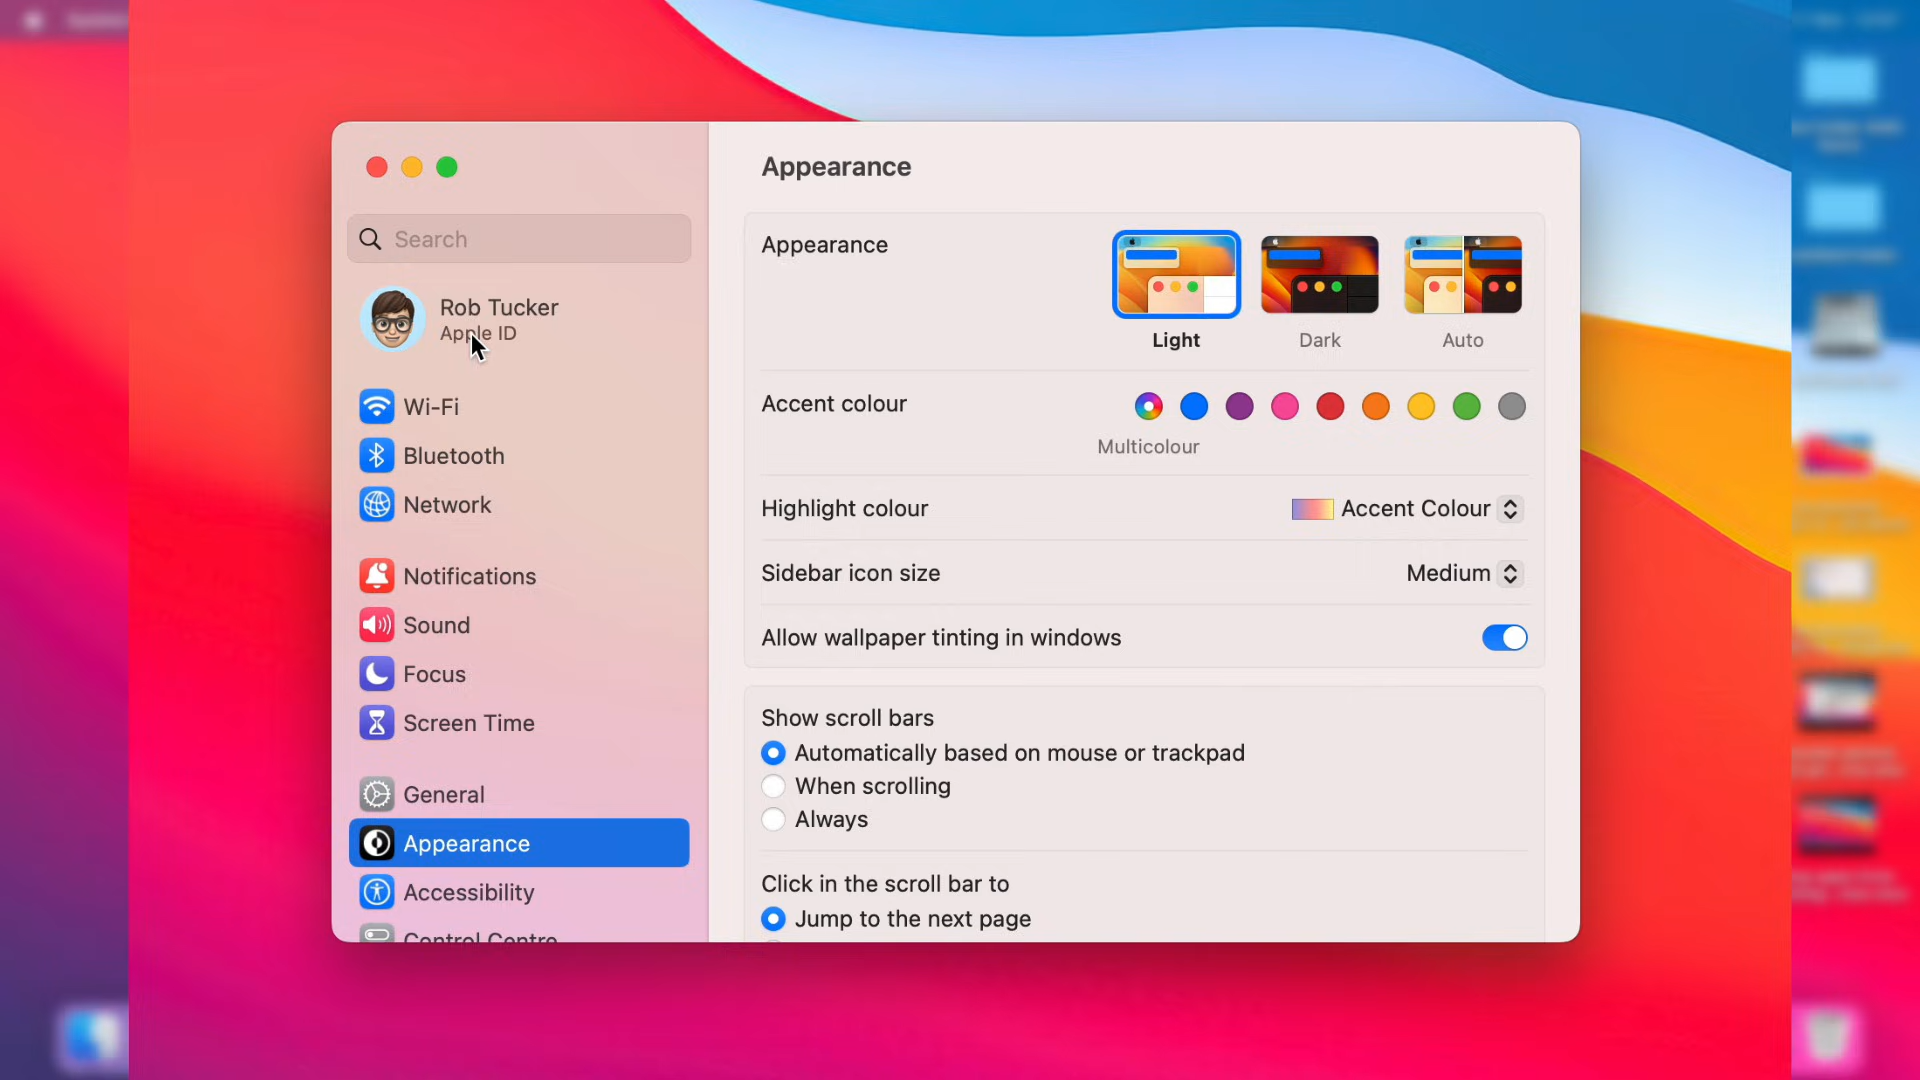 Appearance
Search
Rob Tucker
Apple ID
Wi-Fi
Bluetooth
Network
Notifications
Sound
Focus
Screen Time
General
Appearance
Accessibility
Control Centre
Appearance
Light
Dark
Auto
Accent colour
Multicolour
Highlight colour
Accent Colour
Sidebar icon size
Medium
Allow wallpaper tinting in windows
Show scroll bars
Automatically based on mouse or trackpad
When scrolling
Always
Click in the scroll bar to
Jump to the next page